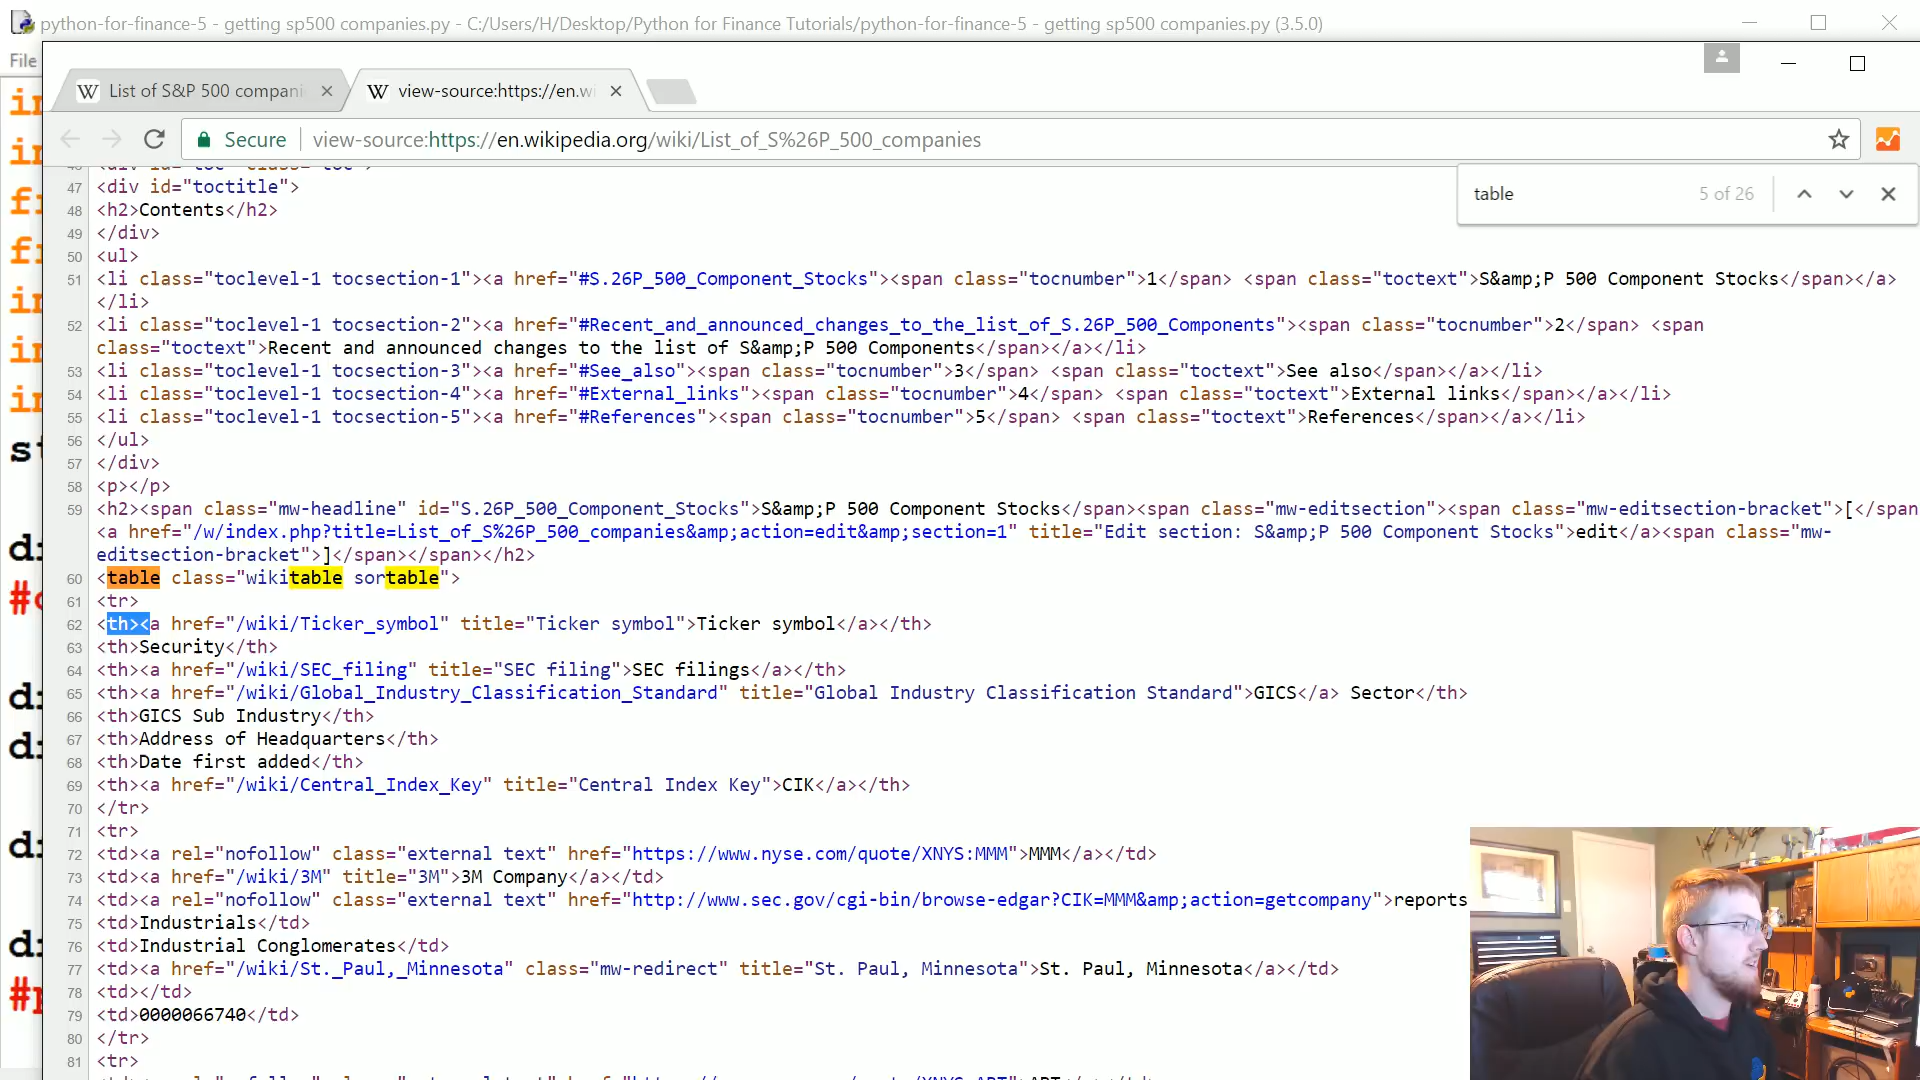 python-for-finance-5 - getting sp500 companies.py - C:/Users/H/Desktop/Python for Finance Tutorials/python-for-finance-5 - getting sp500 companies.py (3.5.0)
File
List of S&P 500 compani
view-source:https://en.wi
Secure
view-source:https://en.wikipedia.org/wiki/List_of_S%26P_500_companies
table 5 of 26
47 <div id="toctitle">
48 <h2>Contents</h2>
49 </div>
50 <ul>
51 <li class="toclevel-1 tocsection-1"><a href="#S.26P_500_Component_Stocks"><span class="tocnumber">1</span> <span class="toctext">S&amp;P 500 Component Stocks</span></a>
</li>
52 <li class="toclevel-1 tocsection-2"><a href="#Recent_and_announced_changes_to_the_list_of_S.26P_500_Components"><span class="tocnumber">2</span> <span
class="toctext">Recent and announced changes to the list of S&amp;P 500 Components</span></a></li>
53 <li class="toclevel-1 tocsection-3"><a href="#See_also"><span class="tocnumber">3</span> <span class="toctext">See also</span></a></li>
54 <li class="toclevel-1 tocsection-4"><a href="#External_links"><span class="tocnumber">4</span> <span class="toctext">External links</span></a></li>
55 <li class="toclevel-1 tocsection-5"><a href="#References"><span class="tocnumber">5</span> <span class="toctext">References</span></a></li>
56 </ul>
57 </div>
58 <p></p>
59 <h2><span class="mw-headline" id="S.26P_500_Component_Stocks">S&amp;P 500 Component Stocks</span><span class="mw-editsection"><span class="mw-editsection-bracket">[</span
<a href="/w/index.php?title=List_of_S%26P_500_companies&amp;action=edit&amp;section=1" title="Edit section: S&amp;P 500 Component Stocks">edit</a><span class="mw-
editsection-bracket">]</span></span></h2>
60 <table class="wikitable sortable">
61 <tr>
62 <th><a href="/wiki/Ticker_symbol" title="Ticker symbol">Ticker symbol</a></th>
63 <th>Security</th>
64 <th><a href="/wiki/SEC_filing" title="SEC filing">SEC filings</a></th>
65 <th><a href="/wiki/Global_Industry_Classification_Standard" title="Global Industry Classification Standard">GICS</a> Sector</th>
66 <th>GICS Sub Industry</th>
67 <th>Address of Headquarters</th>
68 <th>Date first added</th>
69 <th><a href="/wiki/Central_Index_Key" title="Central Index Key">CIK</a></th>
70 </tr>
71 <tr>
72 <td><a rel="nofollow" class="external text" href="https://www.nyse.com/quote/XNYS:MMM">MMM</a></td>
73 <td><a href="/wiki/3M" title="3M">3M Company</a></td>
74 <td><a rel="nofollow" class="external text" href="http://www.sec.gov/cgi-bin/browse-edgar?CIK=MMM&amp;action=getcompany">reports
75 <td>Industrials</td>
76 <td>Industrial Conglomerates</td>
77 <td><a href="/wiki/St._Paul,_Minnesota" class="mw-redirect" title="St. Paul, Minnesota">St. Paul, Minnesota</a></td>
78 <td></td>
79 <td>0000066740</td>
80 </tr>
81 <tr>